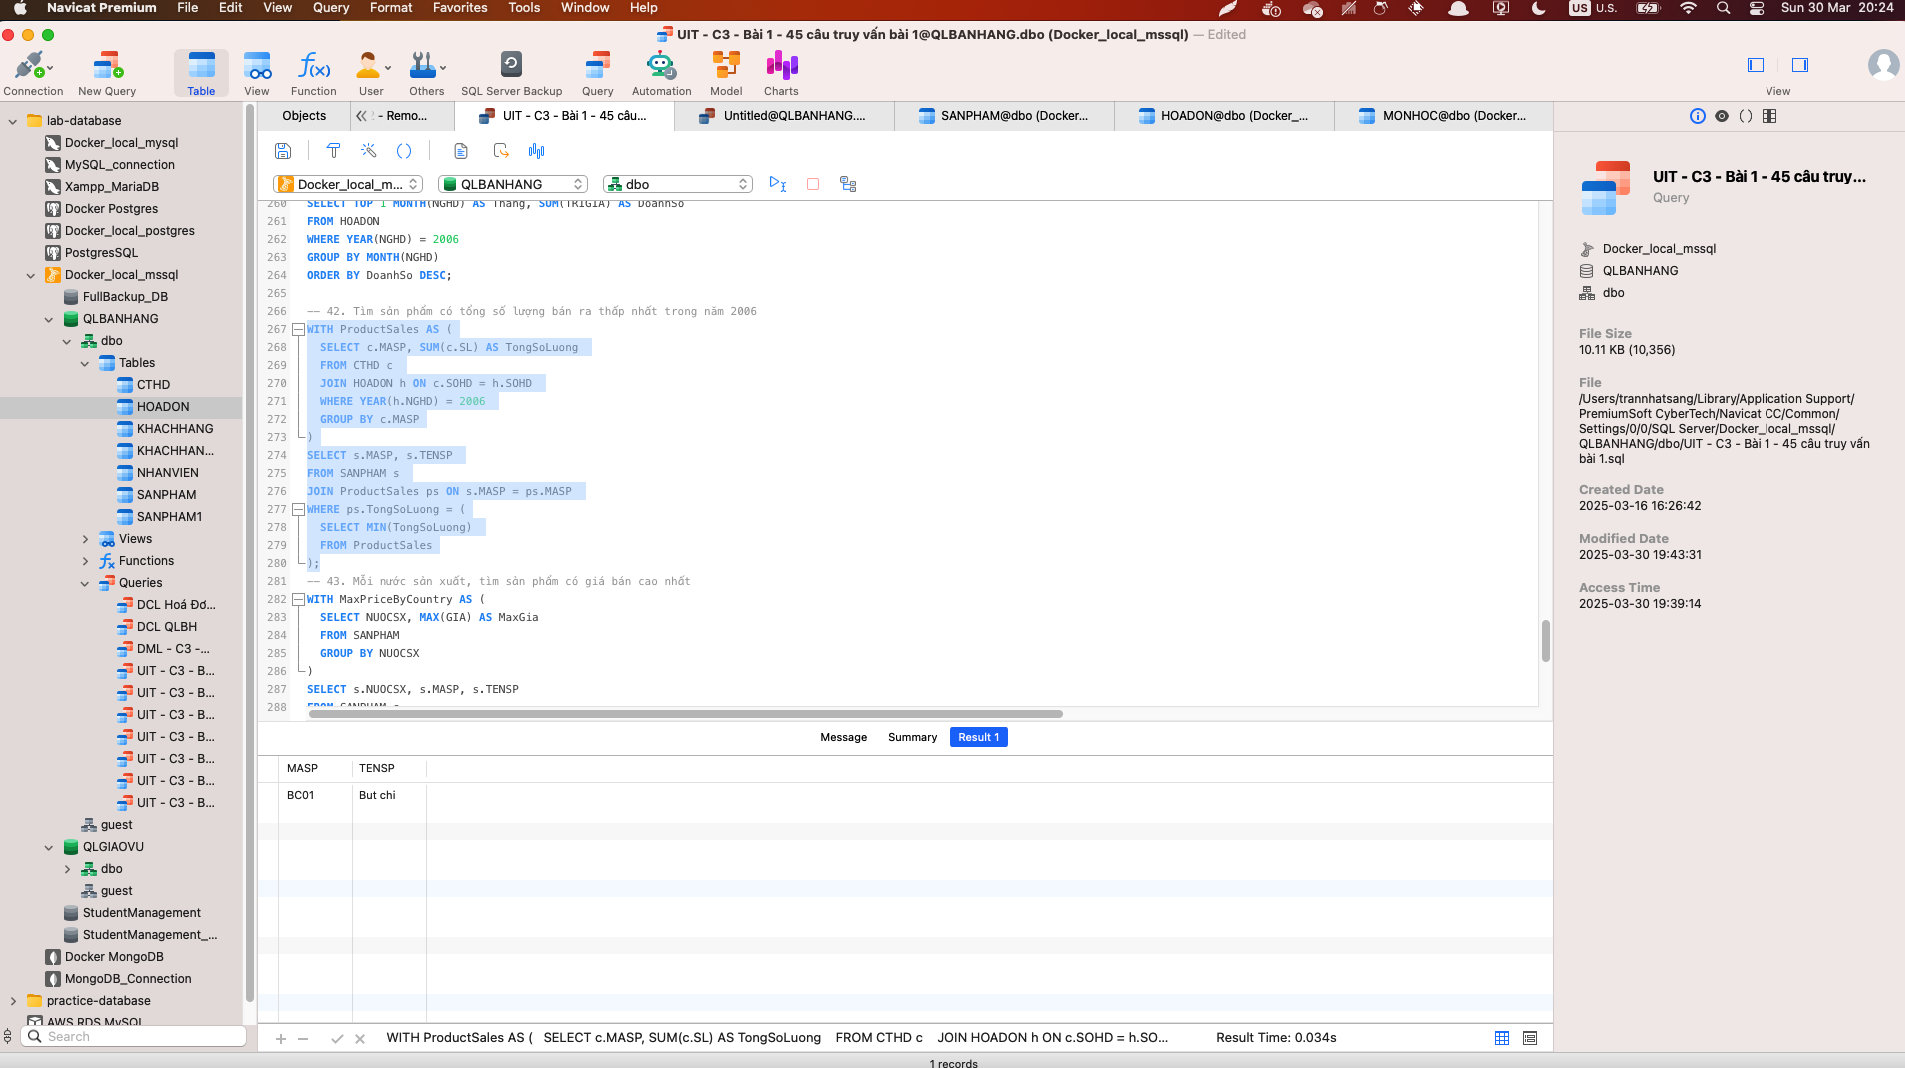 Navicat Premium File Edit View Query Format Favorites Tools Window Help US U.S. Sun 30 Mar 20:24
UIT - C3 - Bài 1 - 45 câu truy vấn bài 1@QLBANHANG.dbo (Docker_local_mssql) — Edited
Connection New Query Table View Function User Others SQL Server Backup Query Automation Model Charts View
lab-database
Docker_local_mysql
MySQL_connection
Xampp_MariaDB
Docker Postgres
Docker_local_postgres
PostgresSQL
Docker_local_mssql
FullBackup_DB
QLBANHANG
dbo
Tables
CTHD
HOADON
KHACHHANG
KHACHHAN...
NHANVIEN
SANPHAM
SANPHAM1
Views
Functions
Queries
DCL Hoá Đơ...
DCL QLBH
DML - C3 -...
UIT - C3 - B...
UIT - C3 - B...
UIT - C3 - B...
UIT - C3 - B...
UIT - C3 - B...
UIT - C3 - B...
UIT - C3 - B...
guest
QLGIAOVU
dbo
guest
StudentManagement
StudentManagement_...
Docker MongoDB
MongoDB_Connection
practice-database
AWS RDS MySQL
Search
Objects - Remo... UIT - C3 - Bài 1 - 45 câu... Untitled@QLBANHANG.... SANPHAM@dbo (Docker... HOADON@dbo (Docker_... MONHOC@dbo (Docker...
Docker_local_m... QLBANHANG dbo
260 SELECT TOP 1 MONTH(NGHD) AS Thang, SUM(TRIGIA) AS DoanhSo
261 FROM HOADON
262 WHERE YEAR(NGHD) = 2006
263 GROUP BY MONTH(NGHD)
264 ORDER BY DoanhSo DESC;
265
266 -- 42. Tìm sản phẩm có tổng số lượng bán ra thấp nhất trong năm 2006
267 WITH ProductSales AS (
268 SELECT c.MASP, SUM(c.SL) AS TongSoLuong
269 FROM CTHD c
270 JOIN HOADON h ON c.SOHD = h.SOHD
271 WHERE YEAR(h.NGHD) = 2006
272 GROUP BY c.MASP
273 )
274 SELECT s.MASP, s.TENSP
275 FROM SANPHAM s
276 JOIN ProductSales ps ON s.MASP = ps.MASP
277 WHERE ps.TongSoLuong = (
278 SELECT MIN(TongSoLuong)
279 FROM ProductSales
280 );
281 -- 43. Mỗi nước sản xuất, tìm sản phẩm có giá bán cao nhất
282 WITH MaxPriceByCountry AS (
283 SELECT NUOCSX, MAX(GIA) AS MaxGia
284 FROM SANPHAM
285 GROUP BY NUOCSX
286 )
287 SELECT s.NUOCSX, s.MASP, s.TENSP
288 FROM SANPHAM s
Message Summary Result 1
MASP TENSP
BC01 But chi
WITH ProductSales AS ( SELECT c.MASP, SUM(c.SL) AS TongSoLuong FROM CTHD c JOIN HOADON h ON c.SOHD = h.SO... Result Time: 0.034s
1 records
UIT - C3 - Bài 1 - 45 câu truy...
Query
Docker_local_mssql
QLBANHANG
dbo
File Size
10.11 KB (10,356)
File
/Users/trannhatsang/Library/Application Support/
PremiumSoft CyberTech/Navicat CC/Common/
Settings/0/0/SQL Server/Docker_local_mssql/
QLBANHANG/dbo/UIT - C3 - Bài 1 - 45 câu truy vấn
bài 1.sql
Created Date
2025-03-16 16:26:42
Modified Date
2025-03-30 19:43:31
Access Time
2025-03-30 19:39:14